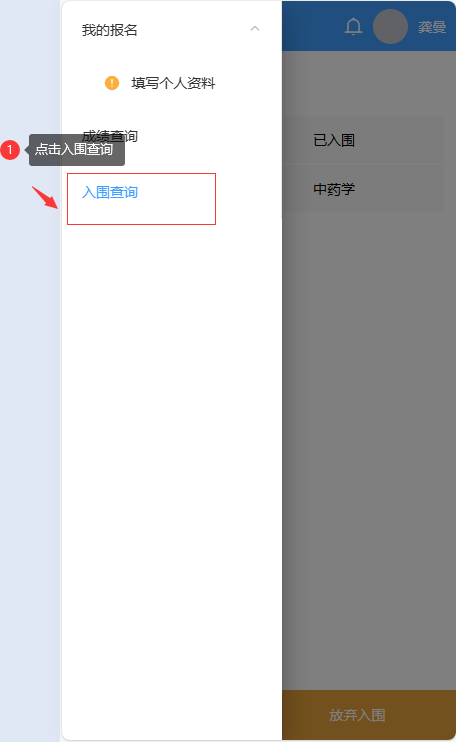 我的报名
龚曼
! 填写个人资料
成绩查询
已入围
1 点击入围查询
入围查询
中药学
放弃入围